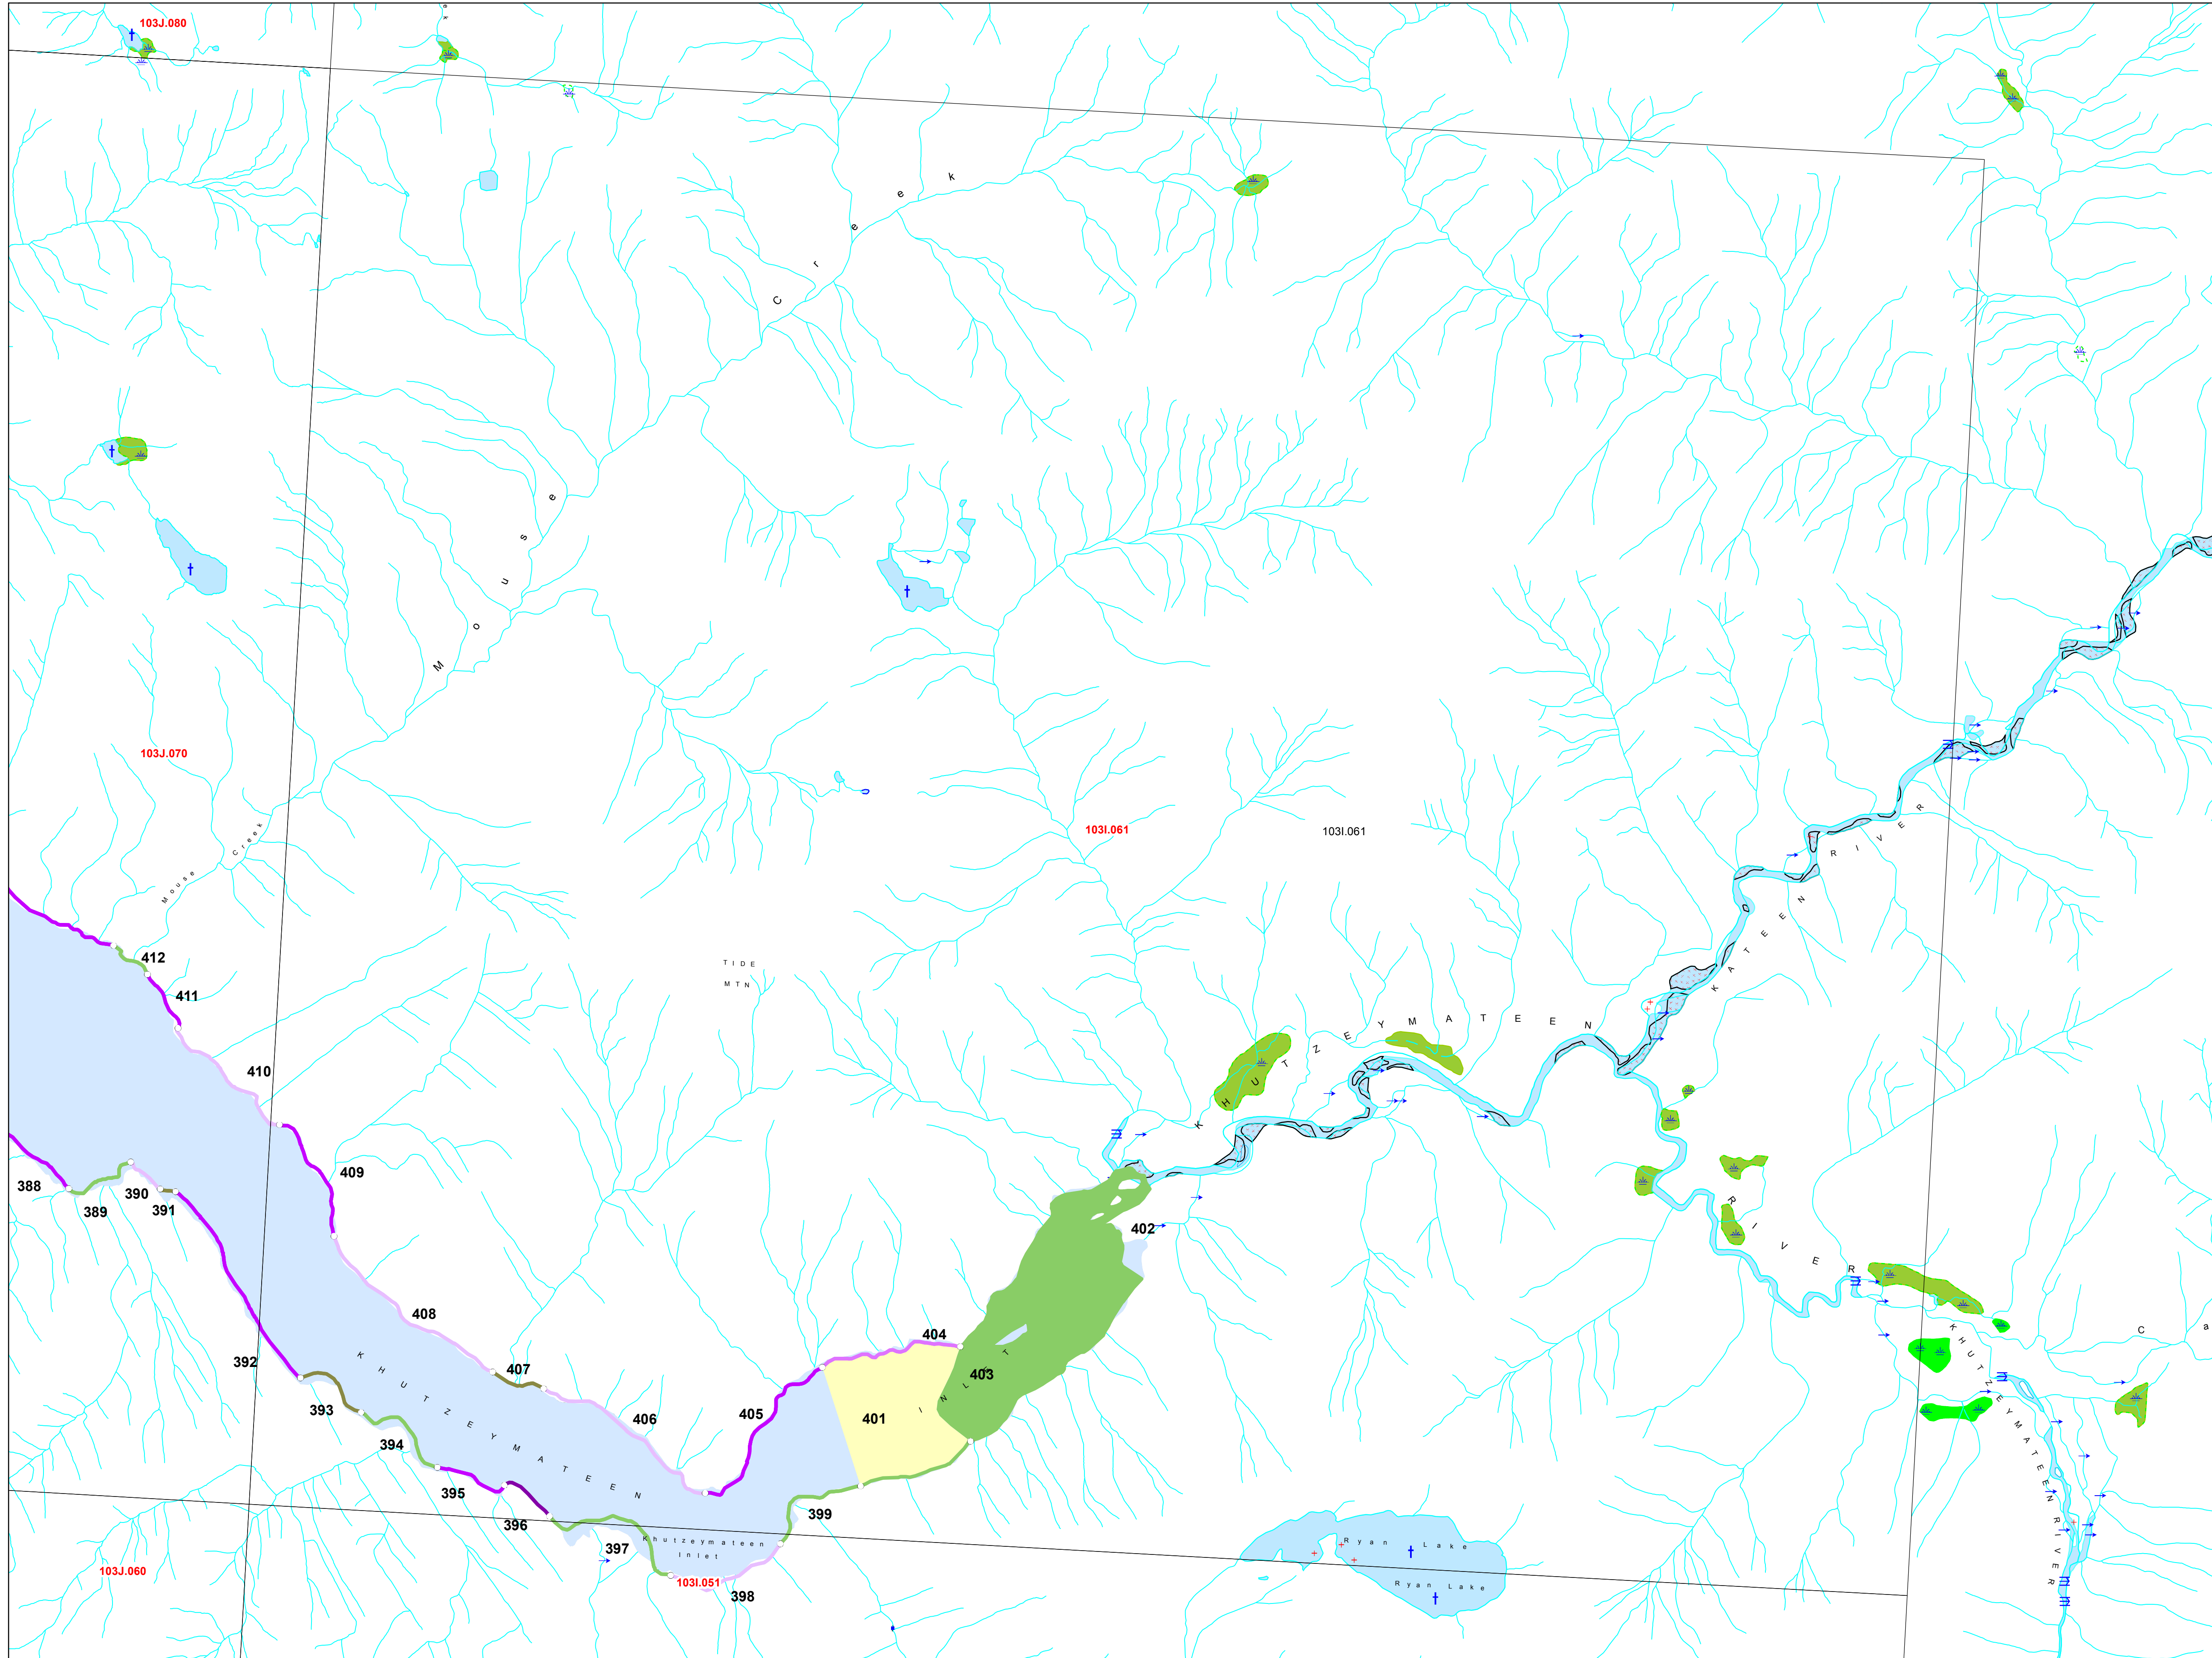 103J.080
ek
Creek
Mouse
103J.070
103I.061
103I.061
Mouse Creek
KATEEN RIVER
TIDE
MTN
412
411
410
409
KHUTZEYMATEEN
RIVER
388
389
390
391
402
408
404
403
392
407
393
406
405
401
KHUTZEYMATEEN
INLET
394
395
396
397
399
398
Khutzeymateen
Inlet
Ryan Lake
Ryan Lake
KHUTZEYMATEEN RIVER
Ca
103J.060
103I.051